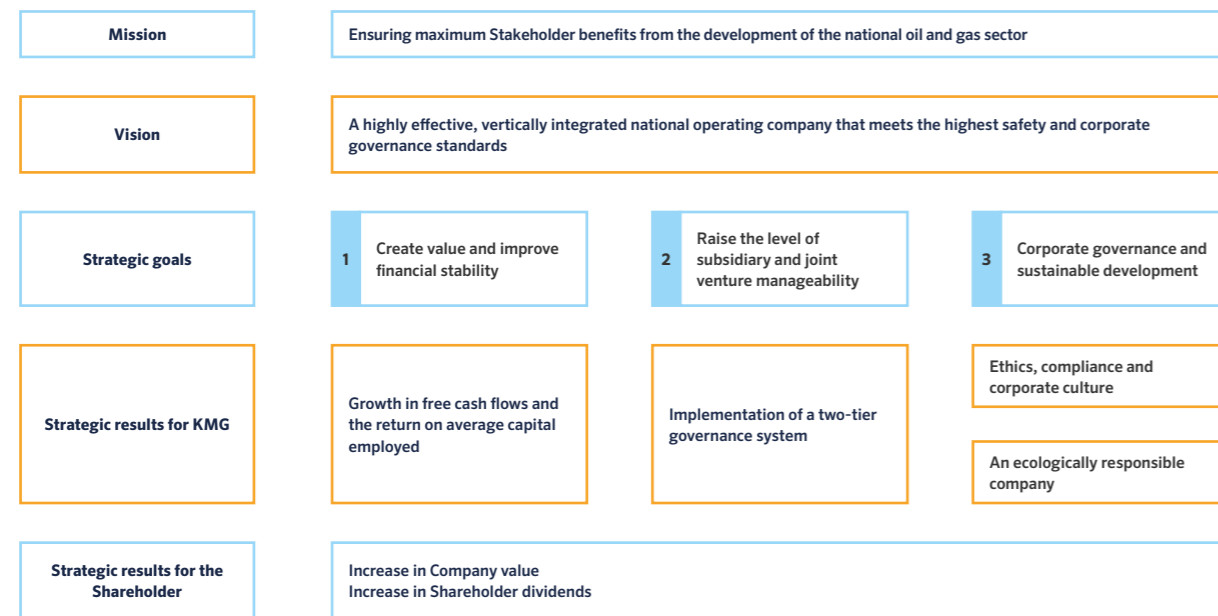 Mission
Ensuring maximum Stakeholder benefits from the development of the national oil and gas sector
Vision
A highly effective, vertically integrated national operating company that meets the highest safety and corporate
governance standards
Strategic goals
1
Create value and improve
financial stability
2
Raise the level of
subsidiary and joint
venture manageability
3
Corporate governance and
sustainable development
Strategic results for KMG
Growth in free cash flows and
the return on average capital
employed
Implementation of a two-tier
governance system
Ethics, compliance and
corporate culture
An ecologically responsible
company
Strategic results for the
Shareholder
Increase in Company value
Increase in Shareholder dividends